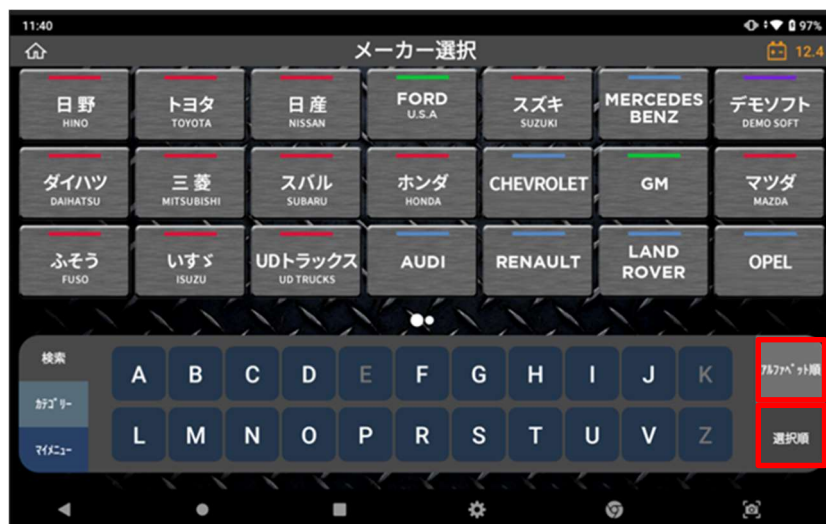 11:40
97%
メーカー選択
12.4
日野
HINO
トヨタ
TOYOTA
日産
NISSAN
FORD
U.S.A
スズキ
SUZUKI
MERCEDES
BENZ
デモソフト
DEMO SOFT
ダイハツ
DAIHATSU
三菱
MITSUBISHI
スバル
SUBARU
ホンダ
HONDA
CHEVROLET
GM
マツダ
MAZDA
ふそう
FUSO
いすゞ
ISUZU
UDトラックス
UD TRUCKS
AUDI
RENAULT
LAND
ROVER
OPEL
検索
A B C D E F G H I J K
ｱﾙﾌｧﾍﾞｯﾄ順
ｶﾃｺﾞﾘｰ
L M N O P R S T U V Z
選択順
ﾏｲﾒﾆｭｰ